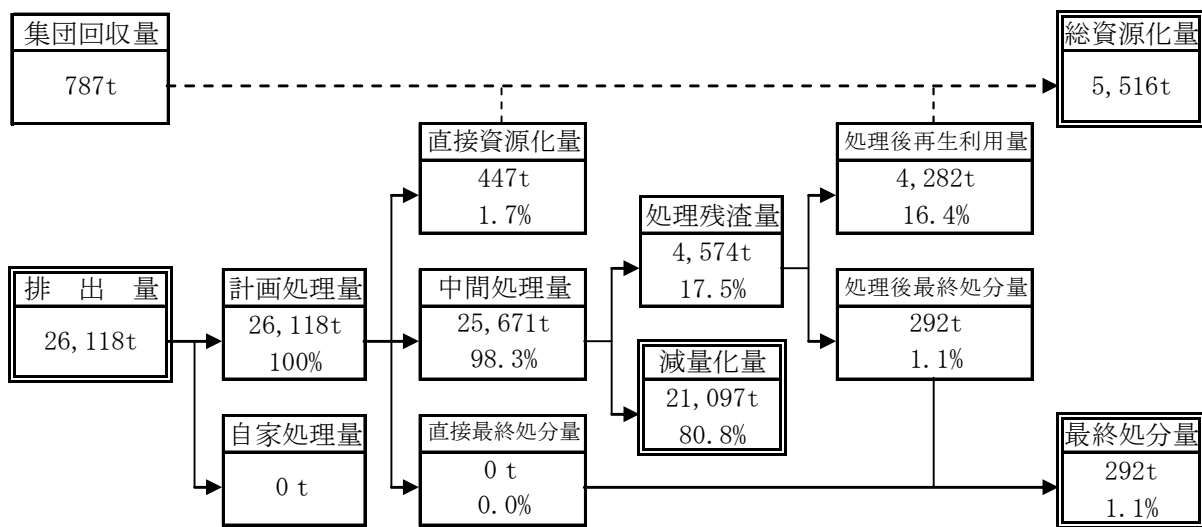 集団回収量
787t
総資源化量
5,516t
直接資源化量
447t
1.7%
処理後再生利用量
4,282t
16.4%
処理残渣量
4,574t
17.5%
排 出 量
26,118t
計画処理量
26,118t
100%
中間処理量
25,671t
98.3%
処理後最終処分量
292t
1.1%
減量化量
21,097t
80.8%
自家処理量
0 t
直接最終処分量
0 t
0.0%
最終処分量
292t
1.1%